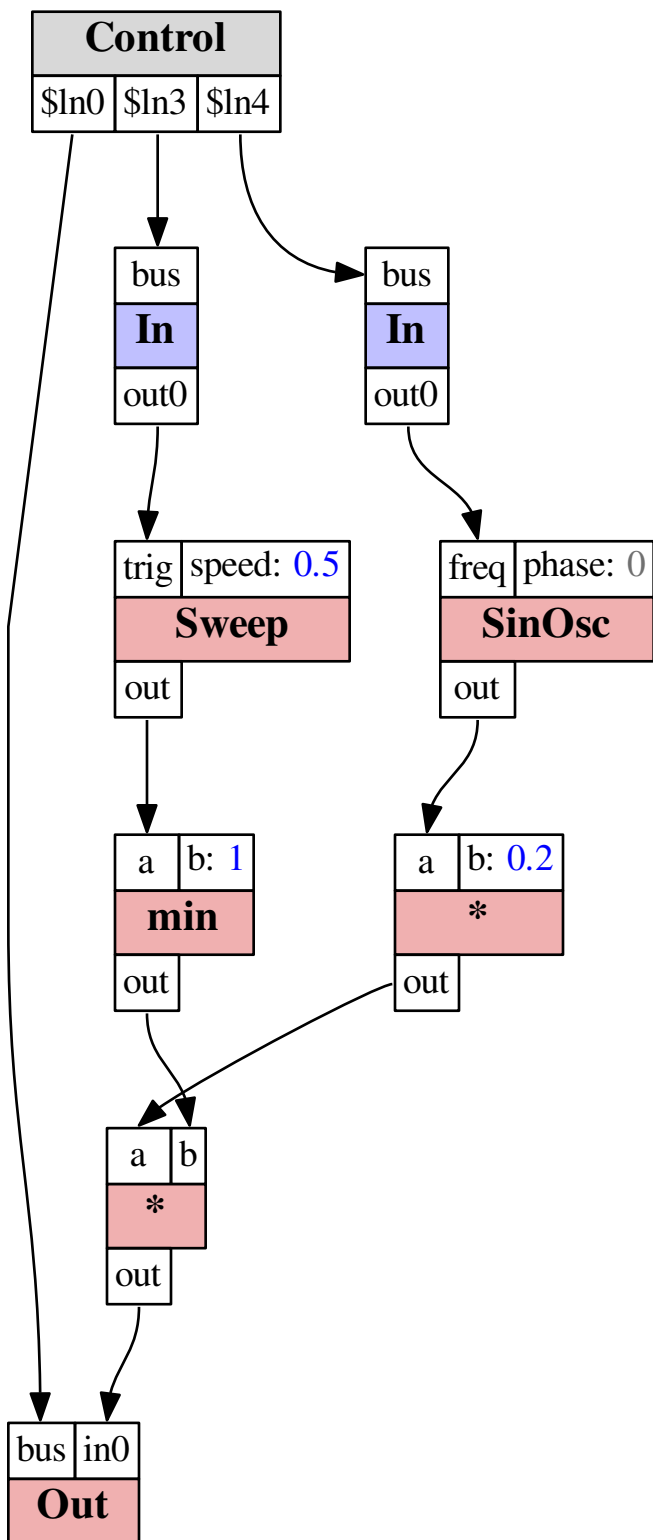 Control
$ln0 $ln3 $ln4
bus bus
In In
out0 out0
trig speed: 0.5 freq phase: 0
Sweep SinOsc
out out
a b: 1 a b: 0.2
min *
out out
a b
*
out
bus in0
Out